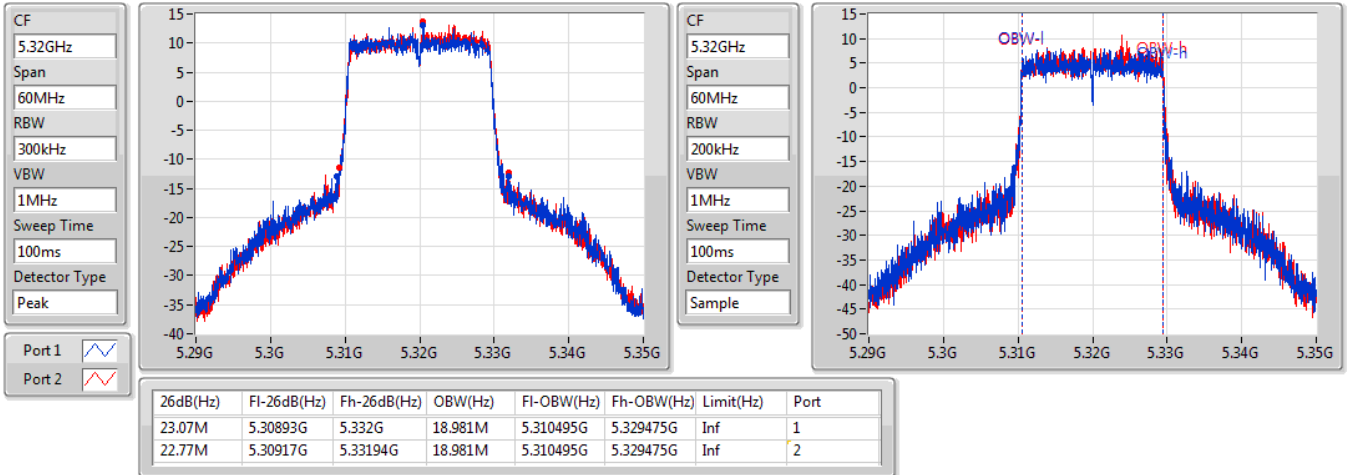 CF
5.32GHz
Span
60MHz
RBW
300kHz
VBW
1MHz
Sweep Time
100ms
Detector Type
Peak
15
10
5
0
-5
-10
-15
-20
-25
-30
-35
-40
5.29G 5.3G 5.31G 5.32G 5.33G 5.34G 5.35G
CF
5.32GHz
Span
60MHz
RBW
200kHz
VBW
1MHz
Sweep Time
100ms
Detector Type
Sample
15
10
5
0
-5
-10
-15
-20
-25
-30
-35
-40
-45
-50
OBW-l
OBW-h
OBW-h
5.29G 5.3G 5.31G 5.32G 5.33G 5.34G 5.35G
Port 1
Port 2
26dB(Hz) Fl-26dB(Hz) Fh-26dB(Hz) OBW(Hz) Fl-OBW(Hz) Fh-OBW(Hz) Limit(Hz) Port
23.07M 5.30893G 5.332G 18.981M 5.310495G 5.329475G Inf 1
22.77M 5.30917G 5.33194G 18.981M 5.310495G 5.329475G Inf 2